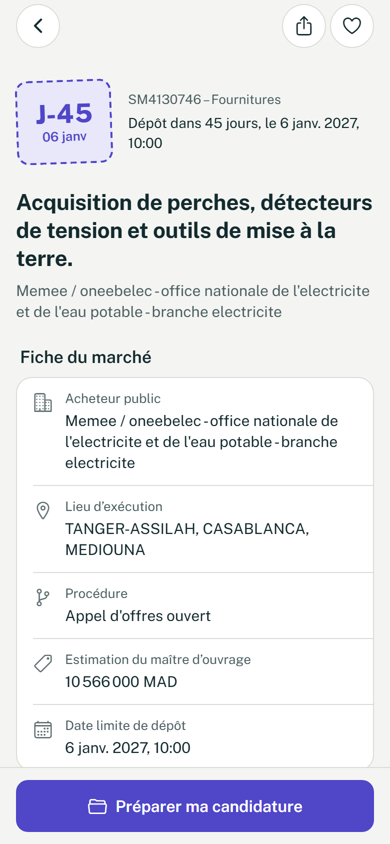 J-45
06 janv
SM4130746 – Fournitures
Dépôt dans 45 jours, le 6 janv. 2027,
10:00
Acquisition de perches, détecteurs
de tension et outils de mise à la
terre.
Memee / oneebelec - office nationale de l'electricite
et de l'eau potable - branche electricite
Fiche du marché
Acheteur public
Memee / oneebelec - office nationale de
l'electricite et de l'eau potable - branche
electricite
Lieu d’exécution
TANGER-ASSILAH, CASABLANCA,
MEDIOUNA
Procédure
Appel d'offres ouvert
Estimation du maître d’ouvrage
10 566 000 MAD
Date limite de dépôt
6 janv. 2027, 10:00
Préparer ma candidature